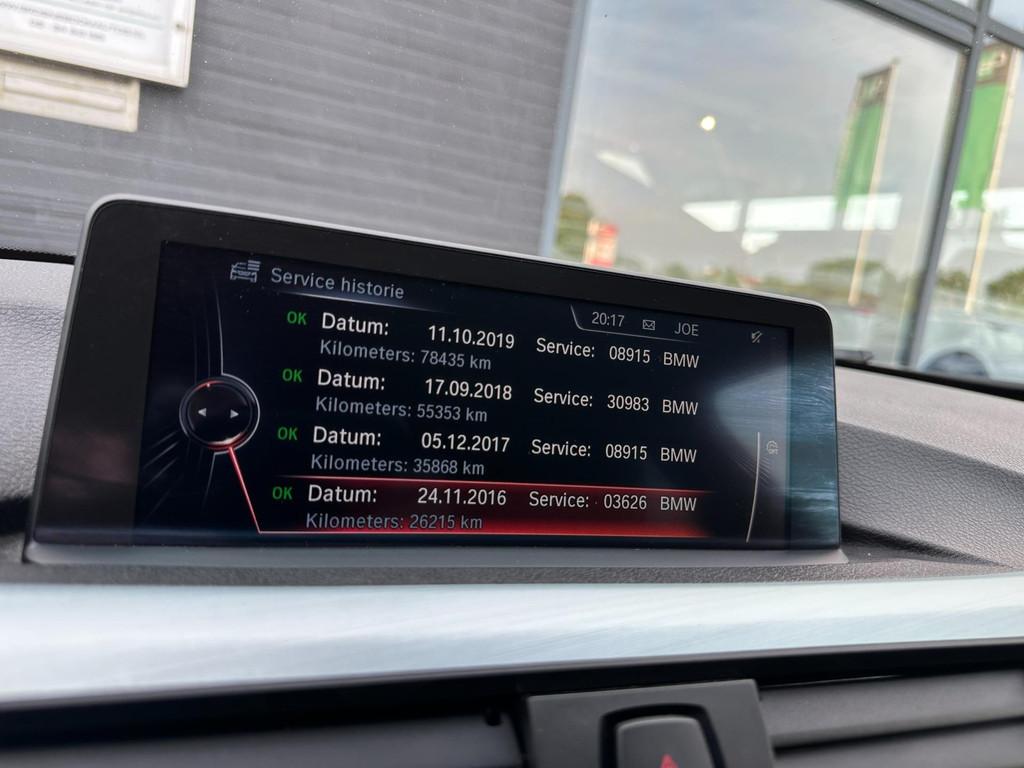 Service historie
20:17 JOE
OK Datum: 11.10.2019 Service: 08915 BMW
Kilometers: 78435 km
OK Datum: 17.09.2018 Service: 30983 BMW
Kilometers: 55353 km
OK Datum: 05.12.2017 Service: 08915 BMW
Kilometers: 35868 km
OK Datum: 24.11.2016 Service: 03626 BMW
Kilometers: 26215 km